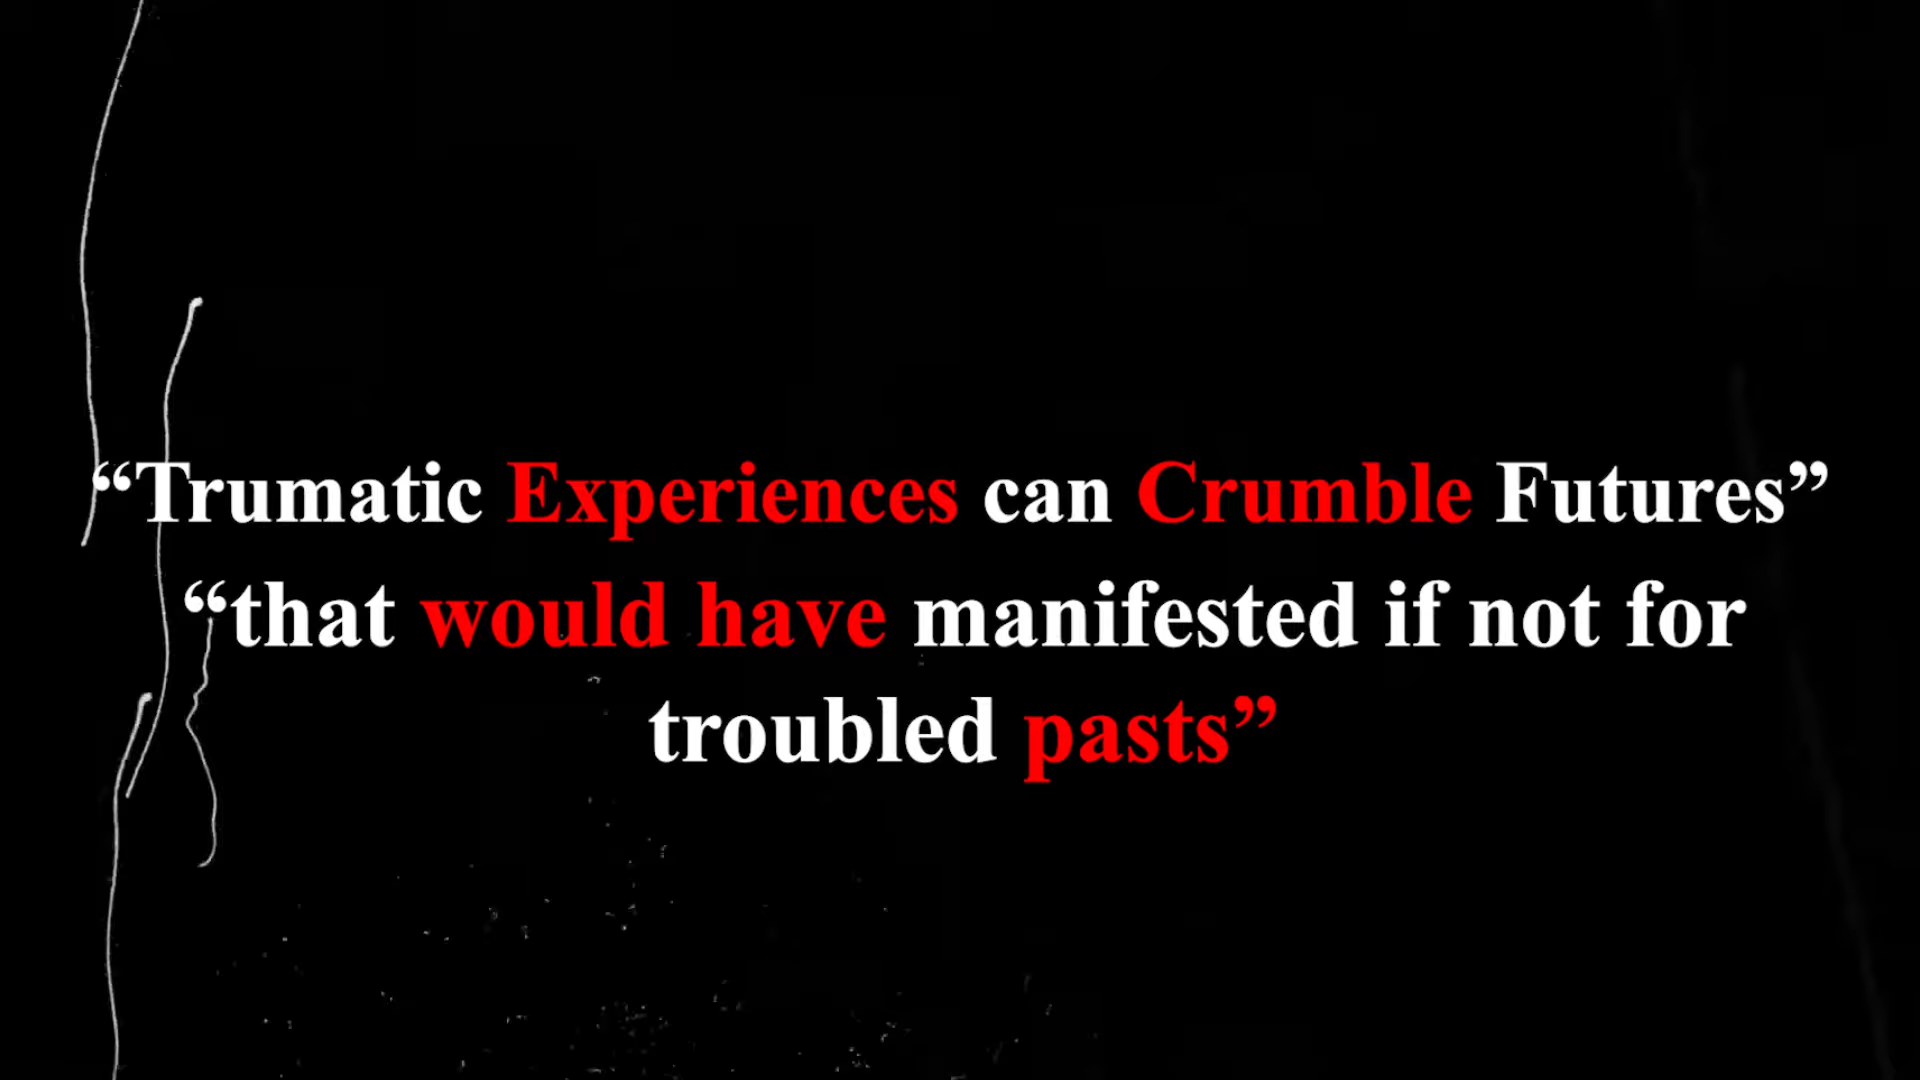 “Trumatic Experiences can Crumble Futures”
“that would have manifested if not for
troubled pasts”